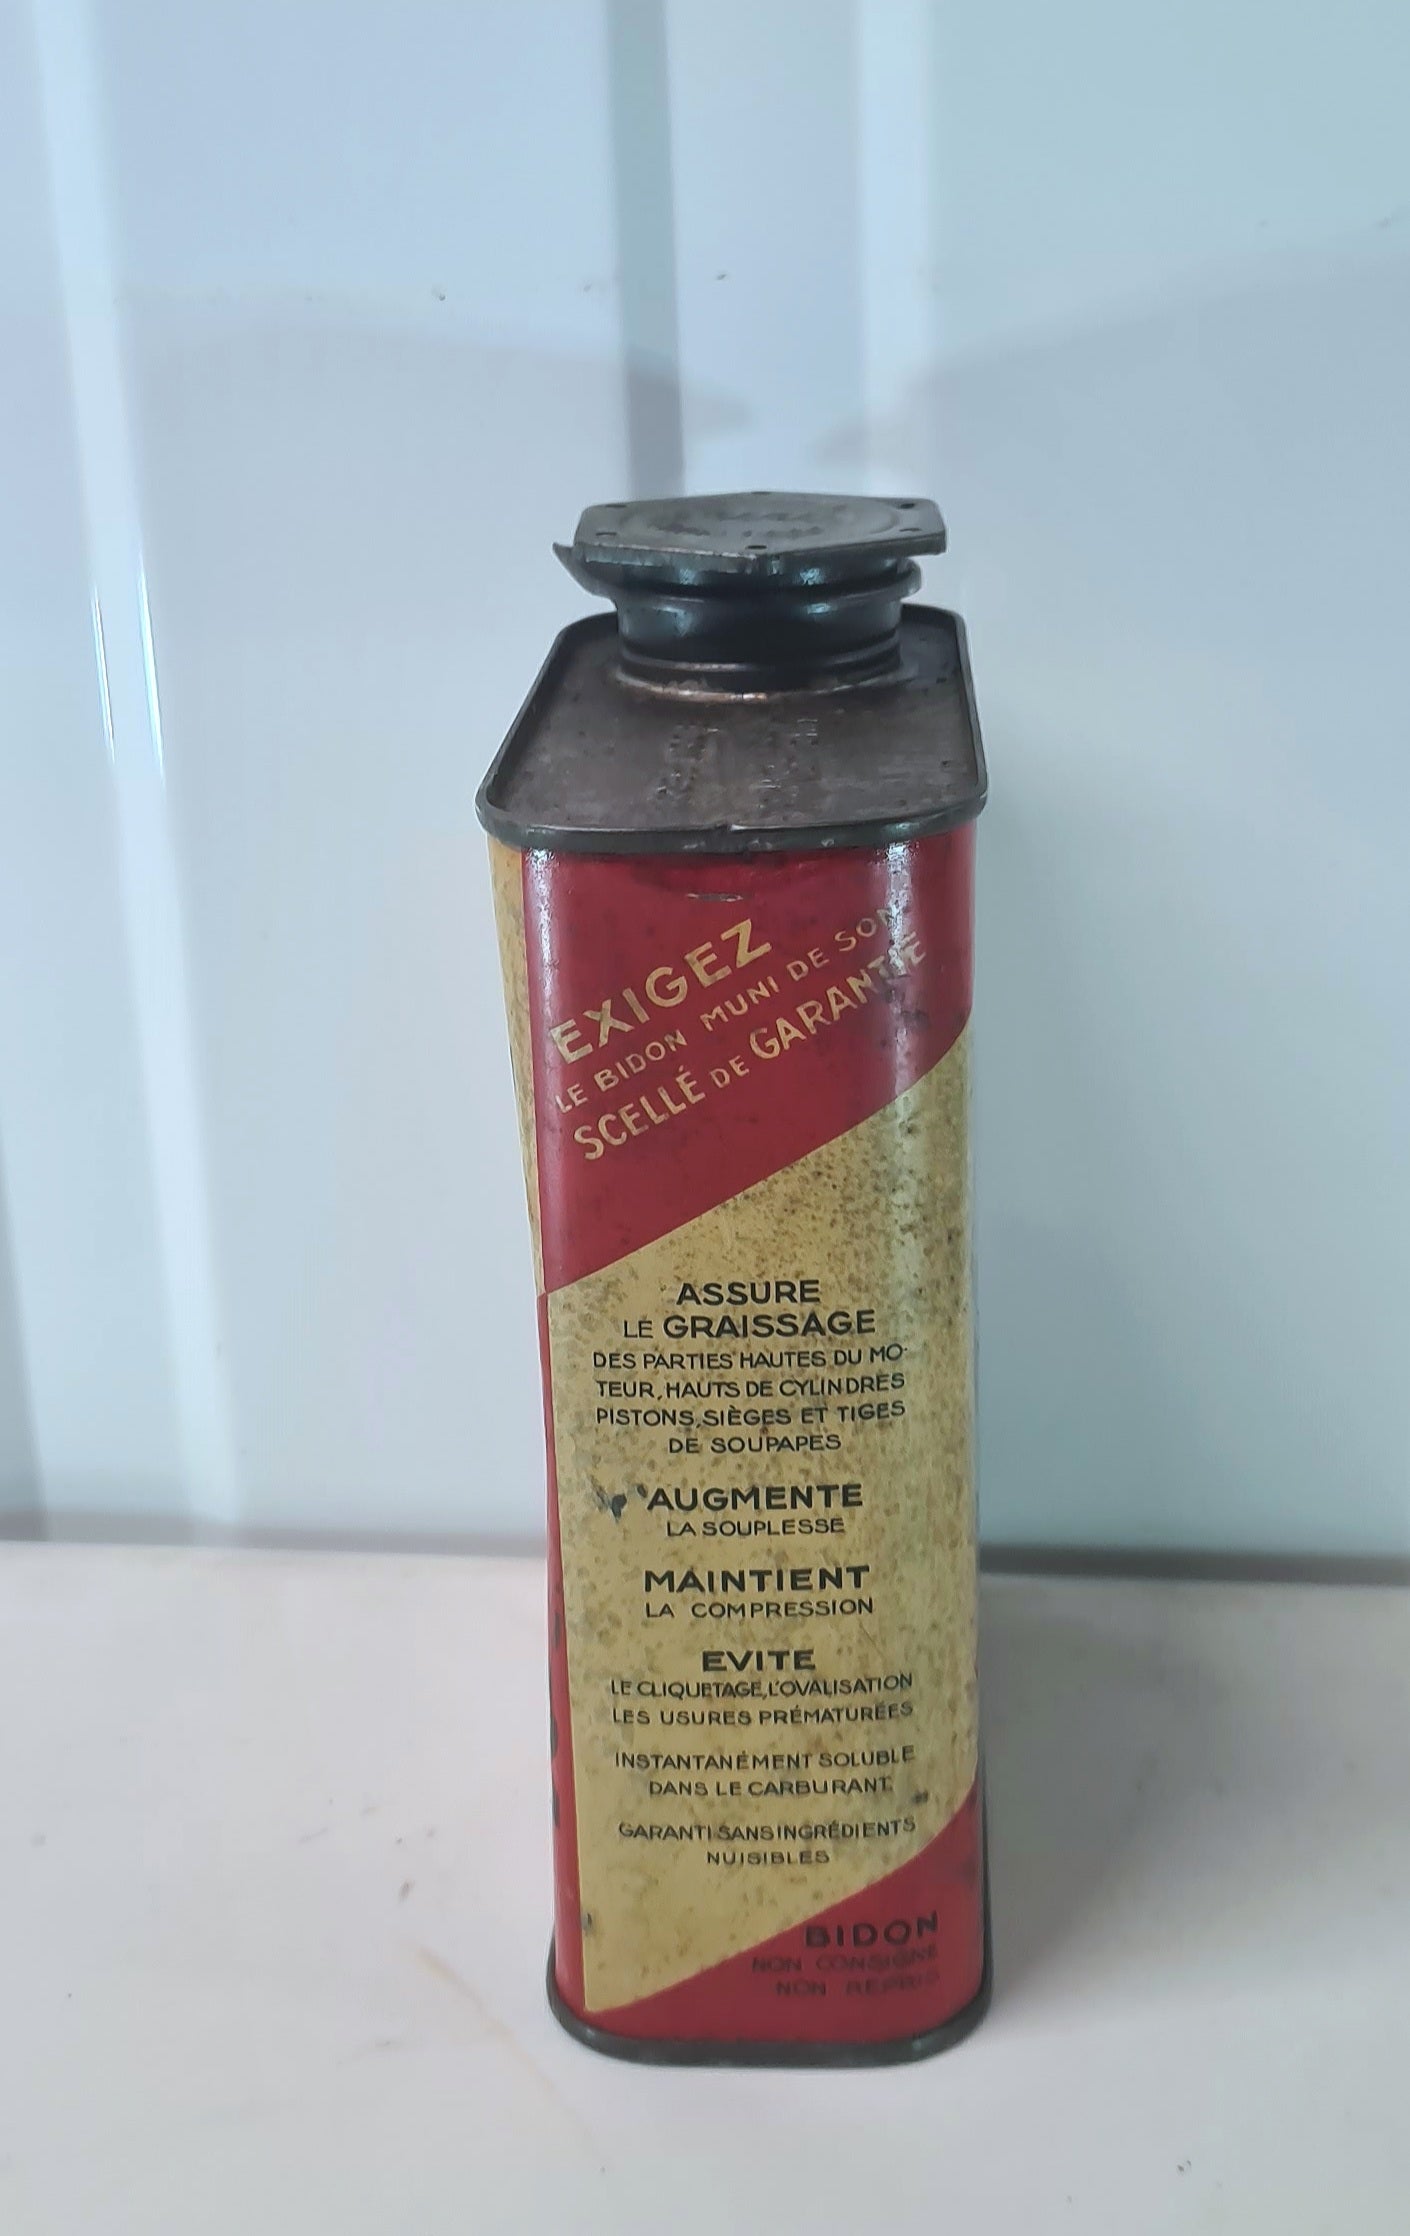 EXIGEZ
LE BIDON MUNI DE SON
SCELLÉ DE GARANTIE
ASSURE
LE GRAISSAGE
DES PARTIES HAUTES DU MO-
TEUR, HAUTS DE CYLINDRES
PISTONS, SIÈGES ET TIGES
DE SOUPAPES
AUGMENTE
LA SOUPLESSE
MAINTIENT
LA COMPRESSION
EVITE
LE CLIQUETAGE, L'OVALISATION
LES USURES PRÉMATURÉES
INSTANTANÉMENT SOLUBLE
DANS LE CARBURANT
GARANTI SANS INGRÉDIENTS
NUISIBLES
BIDON
NON CONSIGNÉ
NON REPRIS